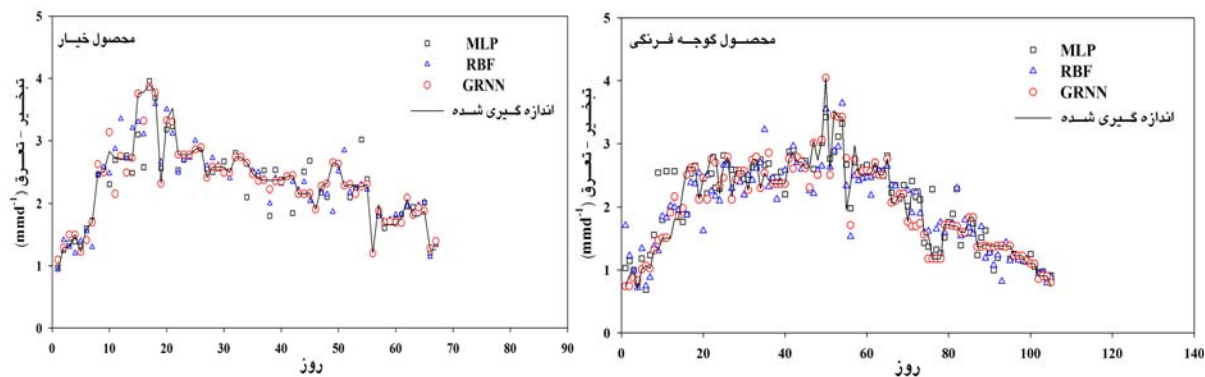 محصول خیار
MLP
RBF
GRNN
اندازه گیری شده
تبخیر - تعرق (mmd⁻¹)
5
4
3
2
1
0
0 10 20 30 40 50 60 70 80 90
روز
محصول گوجه فرنگی
MLP
RBF
GRNN
اندازه گیری شده
تبخیر - تعرق (mmd⁻¹)
5
4
3
2
1
0
0 20 40 60 80 100 120 140
روز